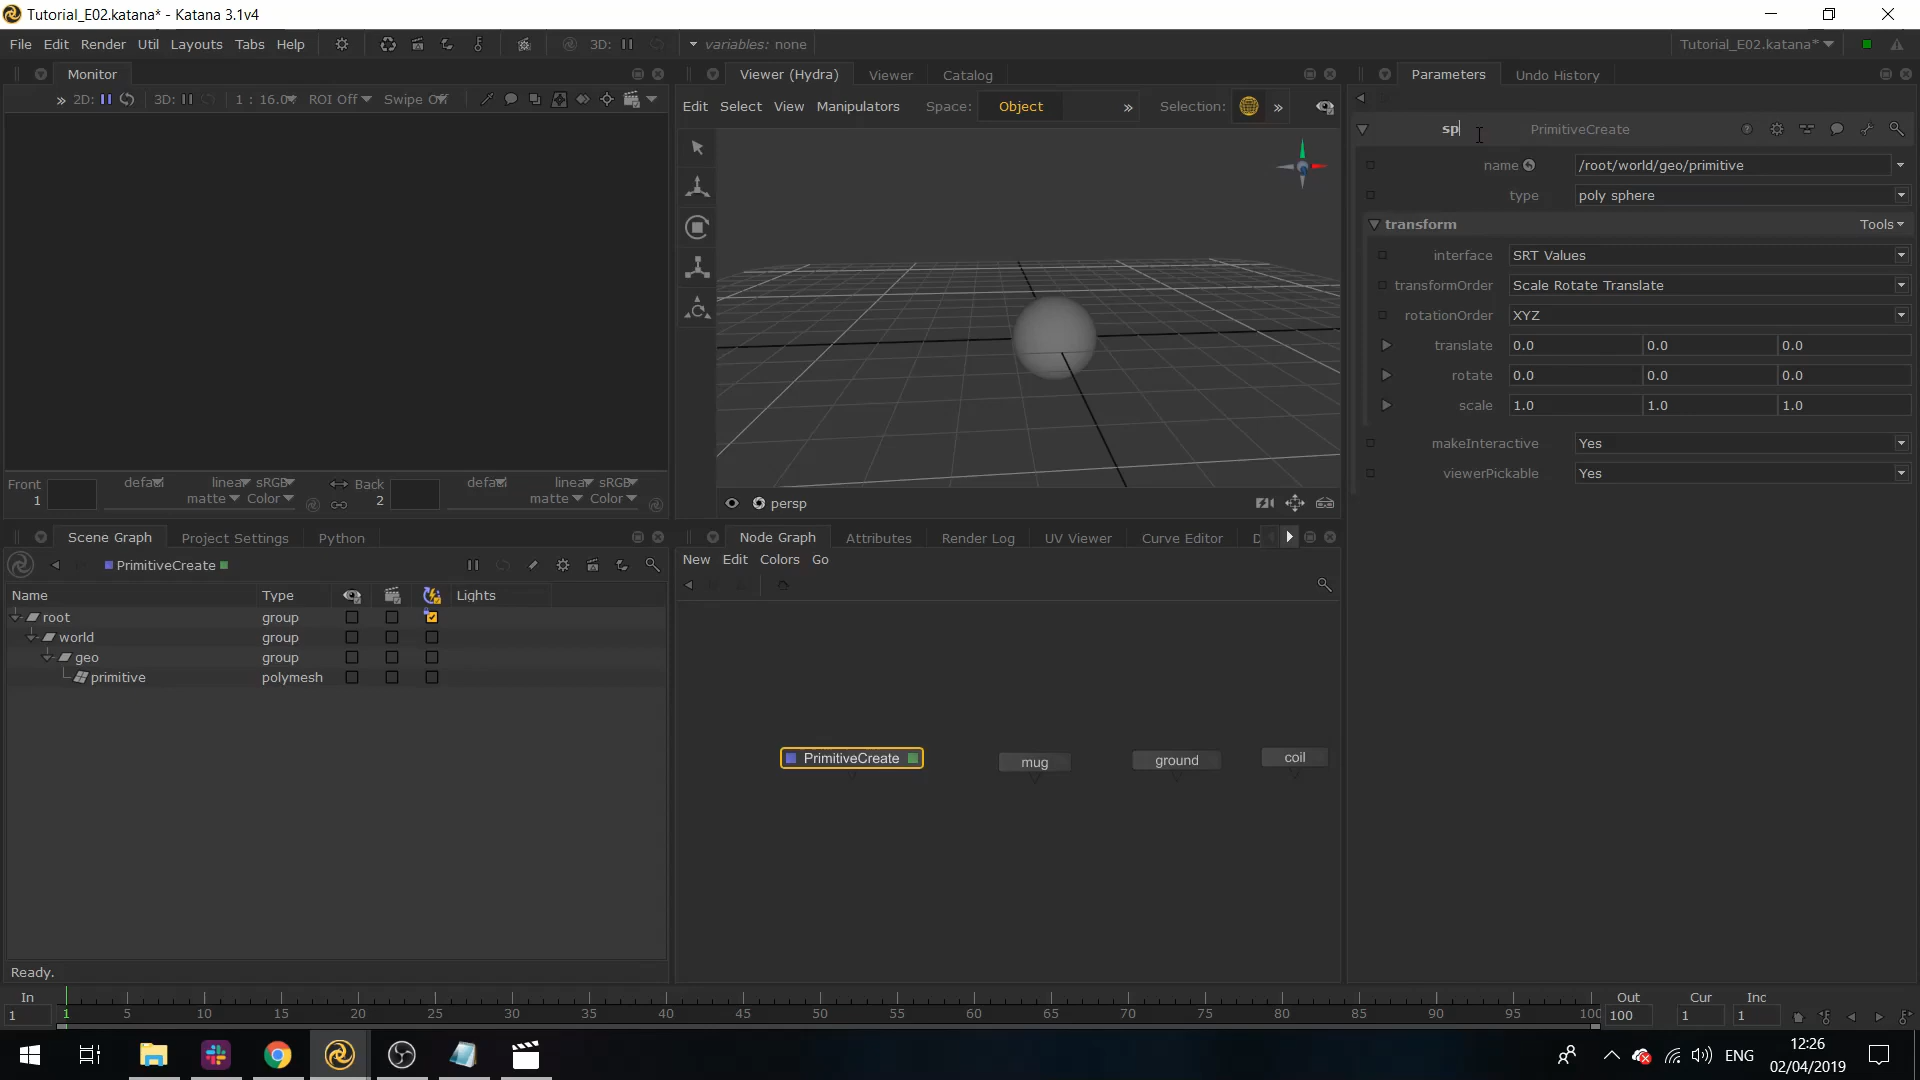 Tutorial_E02.katana* - Katana 3.1v4
File Edit Render Util Layouts Tabs Help 3D: variables: none Tutorial_E02.katana*
Monitor
2D: 3D: 1 : 16.0 ROI Off Swipe Off
Front
1
default linear sRGB
matte Color
Back
2
default linear sRGB
matte Color
Viewer (Hydra) Viewer Catalog
Edit Select View Manipulators Space: Object » Selection: »
persp
Parameters Undo History
sp PrimitiveCreate
name /root/world/geo/primitive
type poly sphere
transform Tools
interface SRT Values
transformOrder Scale Rotate Translate
rotationOrder XYZ
translate 0.0 0.0 0.0
rotate 0.0 0.0 0.0
scale 1.0 1.0 1.0
makeInteractive Yes
viewerPickable Yes
Scene Graph Project Settings Python
PrimitiveCreate
Name Type Lights
root group
world group
geo group
primitive polymesh
Ready.
Node Graph Attributes Render Log UV Viewer Curve Editor D
New Edit Colors Go
PrimitiveCreate mug ground coil
In Out Cur Inc
1 1 5 10 15 20 25 30 35 40 45 50 55 60 65 70 75 80 85 90 95 100 100 1 1
ENG 12:26
02/04/2019